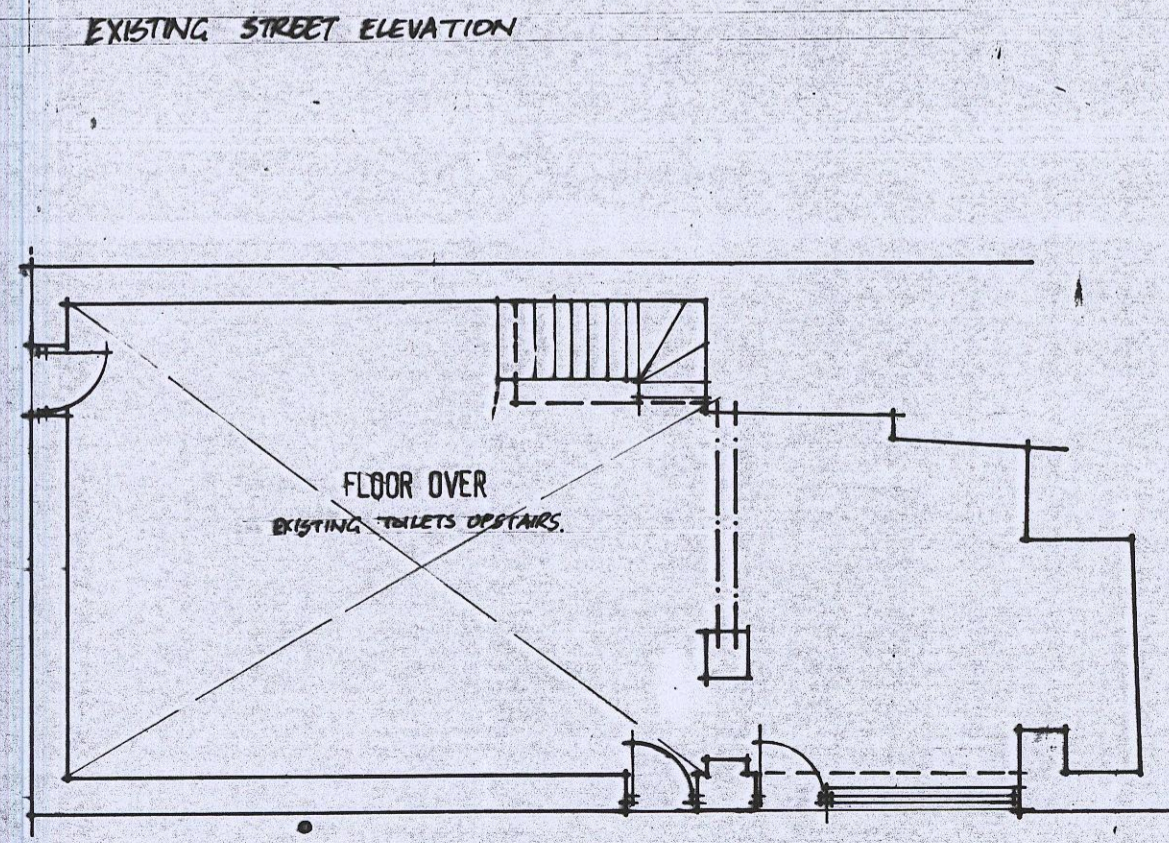 EXISTING STREET ELEVATION
FLOOR OVER
EXISTING TOILETS UPSTAIRS.